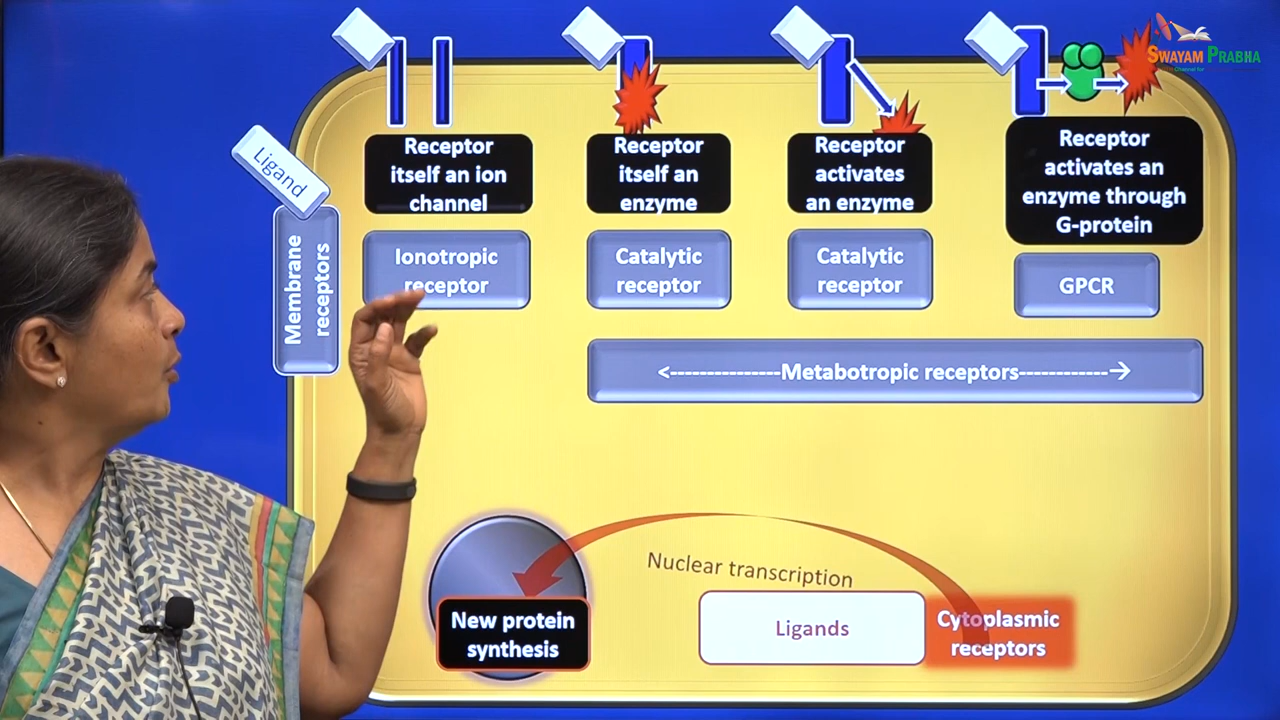 SWAYAM PRABHA
Ligand
Membrane
receptors
Receptor
itself an ion
channel
Receptor
itself an
enzyme
Receptor
activates
an enzyme
Receptor
activates an
enzyme through
G-protein
Ionotropic
receptor
Catalytic
receptor
Catalytic
receptor
GPCR
<---------------Metabotropic receptors------------→
Nuclear transcription
New protein
synthesis
Ligands
Cytoplasmic
receptors